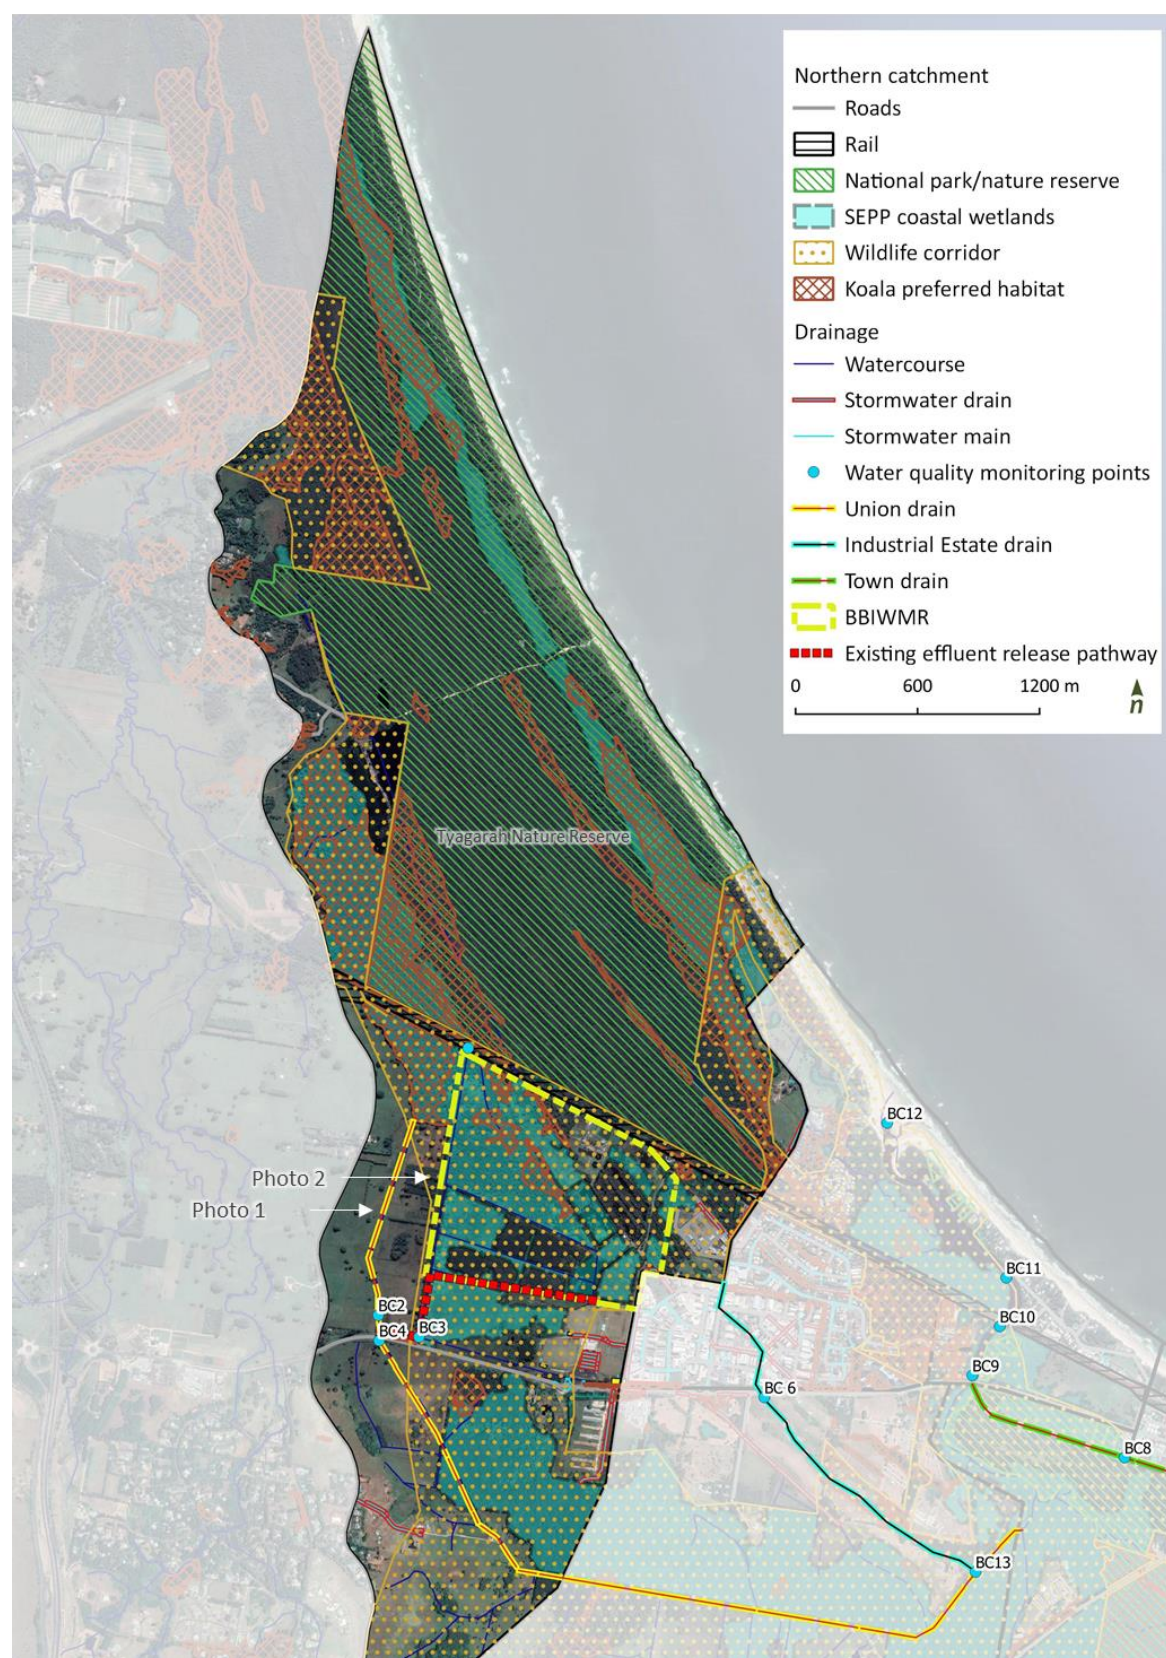 Northern catchment
Roads
Rail
National park/nature reserve
SEPP coastal wetlands
Wildlife corridor
Koala preferred habitat
Drainage
Watercourse
Stormwater drain
Stormwater main
Water quality monitoring points
Union drain
Industrial Estate drain
Town drain
BBIWMR
Existing effluent release pathway
0 600 1200 m
n
Tyagarah Nature Reserve
BC12
Photo 2
Photo 1
BC11
BC2
BC10
BC4 BC3
BC9
BC 6
BC8
BC13